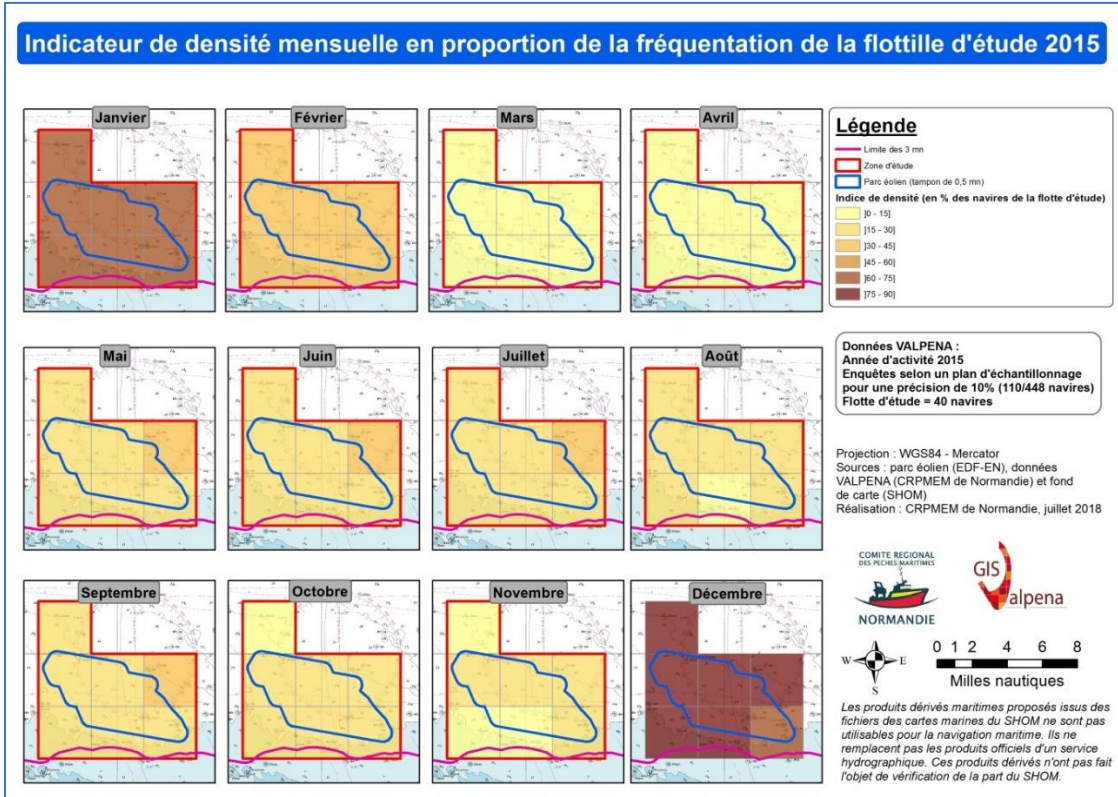 Indicateur de densité mensuelle en proportion de la fréquentation de la flottille d'étude 2015
Janvier
Février
Mars
Avril
Mai
Juin
Juillet
Août
Septembre
Octobre
Novembre
Décembre
Légende
Limite des 3 mn
Zone d'étude
Parc éolien (tampon de 0,5 mn)
Indice de densité (en % des navires de la flotte d'étude)
]0 - 15]
]15 - 30]
]30 - 45]
]45 - 60]
]60 - 75]
]75 - 90]
Données VALPENA :
Année d'activité 2015
Enquêtes selon un plan d'échantillonnage
pour une précision de 10% (110/448 navires)
Flotte d'étude = 40 navires
Projection : WGS84 - Mercator
Sources : parc éolien (EDF-EN), données
VALPENA (CRPMEM de Normandie) et fond
de carte (SHOM)
Réalisation : CRPMEM de Normandie, juillet 2018
COMITE REGIONAL
DES PECHES MARITIMES
NORMANDIE
GIS
valpena
W E
S
0 1 2 4 6 8
Milles nautiques
Les produits dérivés maritimes proposés issus des
fichiers des cartes marines du SHOM ne sont pas
utilisables pour la navigation maritime. Ils ne
remplacent pas les produits officiels d'un service
hydrographique. Ces produits dérivés n'ont pas fait
l'objet de vérification de la part du SHOM.